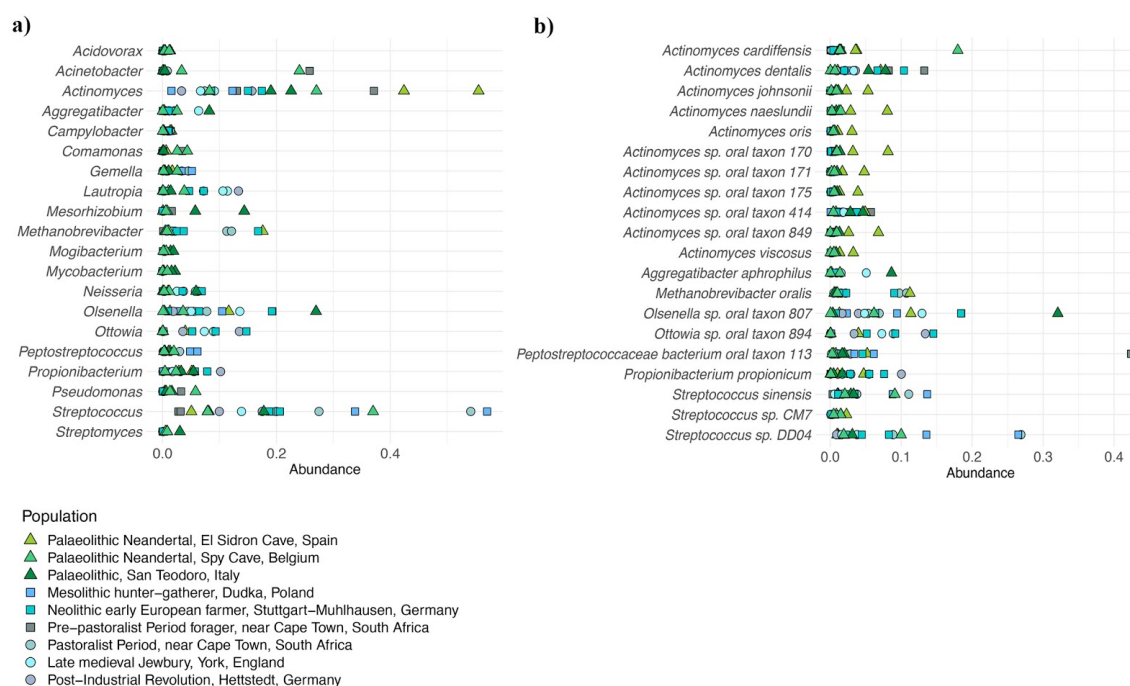 a)
Acidovorax
Acinetobacter
Actinomyces
Aggregatibacter
Campylobacter
Comamonas
Gemella
Lautropia
Mesorhizobium
Methanobrevibacter
Mogibacterium
Mycobacterium
Neisseria
Olsenella
Ottowia
Peptostreptococcus
Propionibacterium
Pseudomonas
Streptococcus
Streptomyces
0.0 0.2 0.4
Abundance
b)
Actinomyces cardiffensis
Actinomyces dentalis
Actinomyces johnsonii
Actinomyces naeslundii
Actinomyces oris
Actinomyces sp. oral taxon 170
Actinomyces sp. oral taxon 171
Actinomyces sp. oral taxon 175
Actinomyces sp. oral taxon 414
Actinomyces sp. oral taxon 849
Actinomyces viscosus
Aggregatibacter aphrophilus
Methanobrevibacter oralis
Olsenella sp. oral taxon 807
Ottowia sp. oral taxon 894
Peptostreptococcaceae bacterium oral taxon 113
Propionibacterium propionicum
Streptococcus sinensis
Streptococcus sp. CM7
Streptococcus sp. DD04
0.0 0.1 0.2 0.3 0.4
Abundance
Population
Palaeolithic Neandertal, El Sidron Cave, Spain
Palaeolithic Neandertal, Spy Cave, Belgium
Palaeolithic, San Teodoro, Italy
Mesolithic hunter-gatherer, Dudka, Poland
Neolithic early European farmer, Stuttgart-Muhlhausen, Germany
Pre-pastoralist Period forager, near Cape Town, South Africa
Pastoralist Period, near Cape Town, South Africa
Late medieval Jewbury, York, England
Post-Industrial Revolution, Hettstedt, Germany